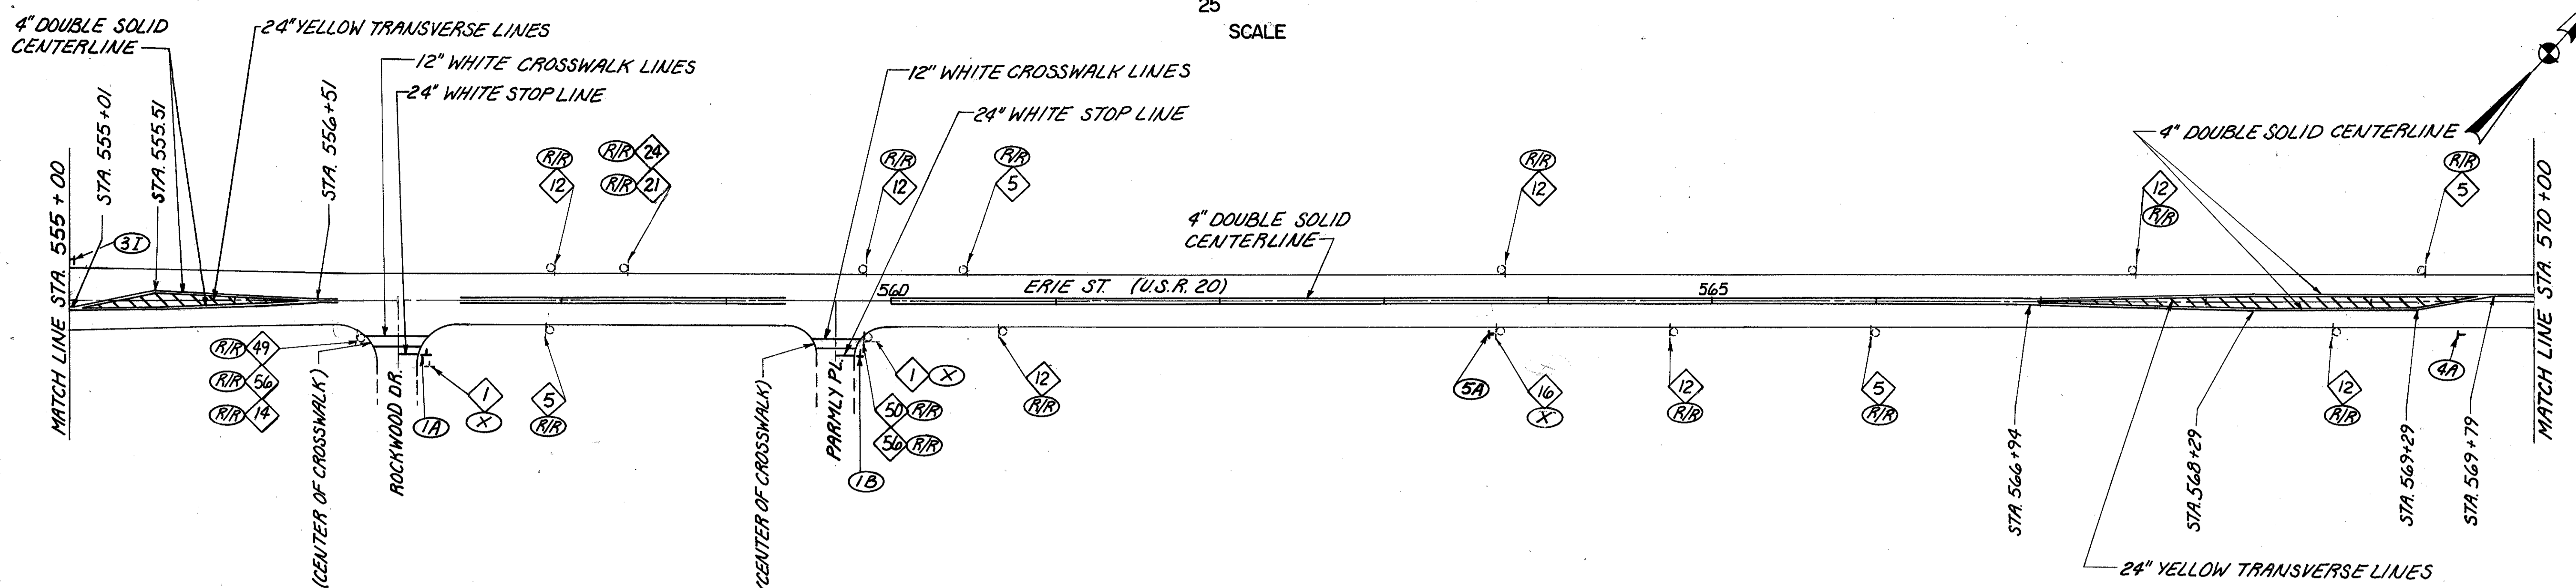 25
SCALE
4" DOUBLE SOLID
CENTERLINE
24" YELLOW TRANSVERSE LINES
12" WHITE CROSSWALK LINES
24" WHITE STOP LINE
12" WHITE CROSSWALK LINES
24" WHITE STOP LINE
4" DOUBLE SOLID CENTERLINE
MATCH LINE STA. 555 + 00
STA. 555+01
STA. 555.51
STA. 556+51
3I
R/R 12
R/R 24
R/R 21
R/R 12
R/R 5
R/R 12
12 R/R
R/R 5
4" DOUBLE SOLID
CENTERLINE
560
ERIE ST. (U.S.R. 20)
565
MATCH LINE STA. 570 +00
R/R 49
R/R 56
R/R 14
(CENTER OF CROSSWALK)
ROCKWOOD DR.
1A
1 X
5 R/R
(CENTER OF CROSSWALK)
PARMLY PL.
1 X
50 R/R
56 R/R
1B
12 R/R
5A
16 X
12 R/R
5 R/R
STA. 566+94
STA. 568+29
12 R/R
STA. 569+29
4A
STA. 569+79
24" YELLOW TRANSVERSE LINES